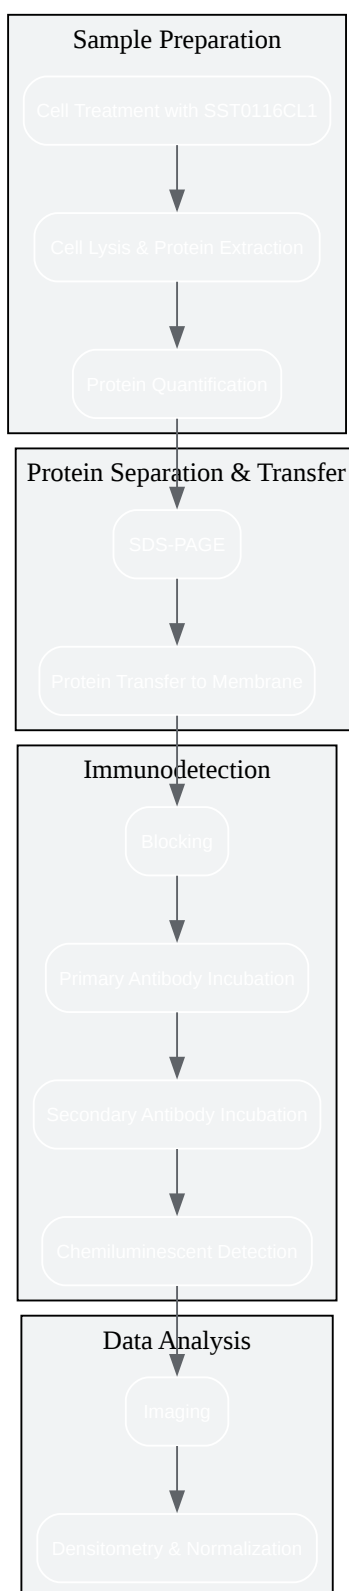 Sample Preparation
Cell Treatment with SST0116CL1
Cell Lysis & Protein Extraction
Protein Quantification
Protein Separation & Transfer
SDS-PAGE
Protein Transfer to Membrane
Immunodetection
Blocking
Primary Antibody Incubation
Secondary Antibody Incubation
Chemiluminescent Detection
Data Analysis
Imaging
Densitometry & Normalization